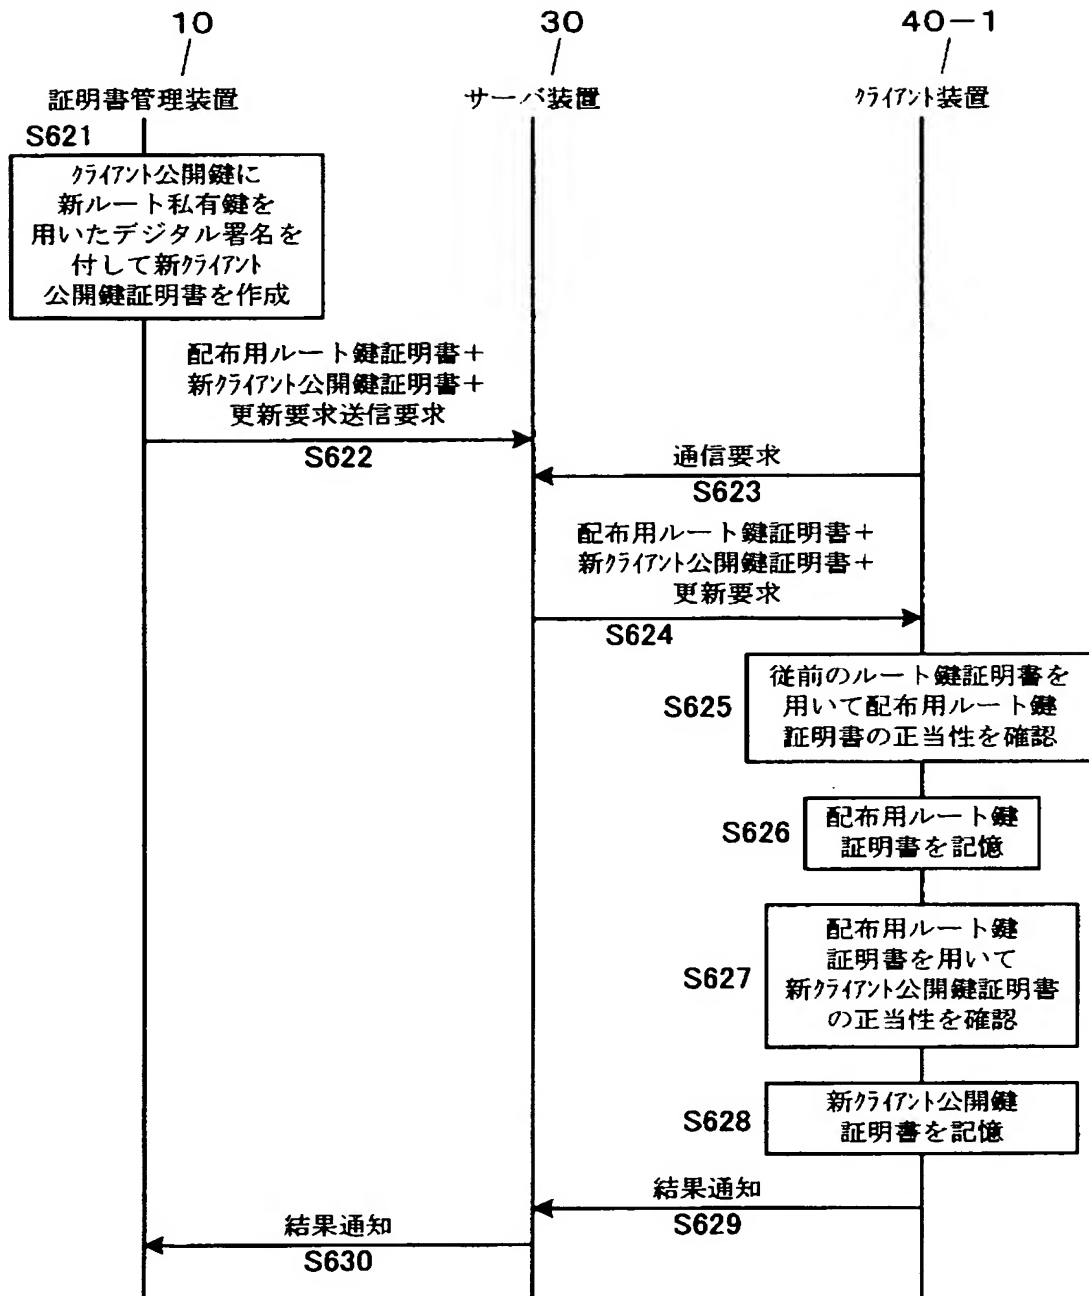 10
30
40-1
証明書管理装置
サーバ装置
クライアント装置
S621
クライアント公開鍵に
新ルート私有鍵を
用いたデジタル署名を
付して新クライアント
公開鍵証明書を作成
配布用ルート鍵証明書+
新クライアント公開鍵証明書+
更新要求送信要求
S622
通信要求
S623
配布用ルート鍵証明書+
新クライアント公開鍵証明書+
更新要求
S624
S625
従前のルート鍵証明書を
用いて配布用ルート鍵
証明書の正当性を確認
S626
配布用ルート鍵
証明書を記憶
S627
配布用ルート鍵
証明書を用いて
新クライアント公開鍵証明書
の正当性を確認
S628
新クライアント公開鍵
証明書を記憶
結果通知
S629
結果通知
S630